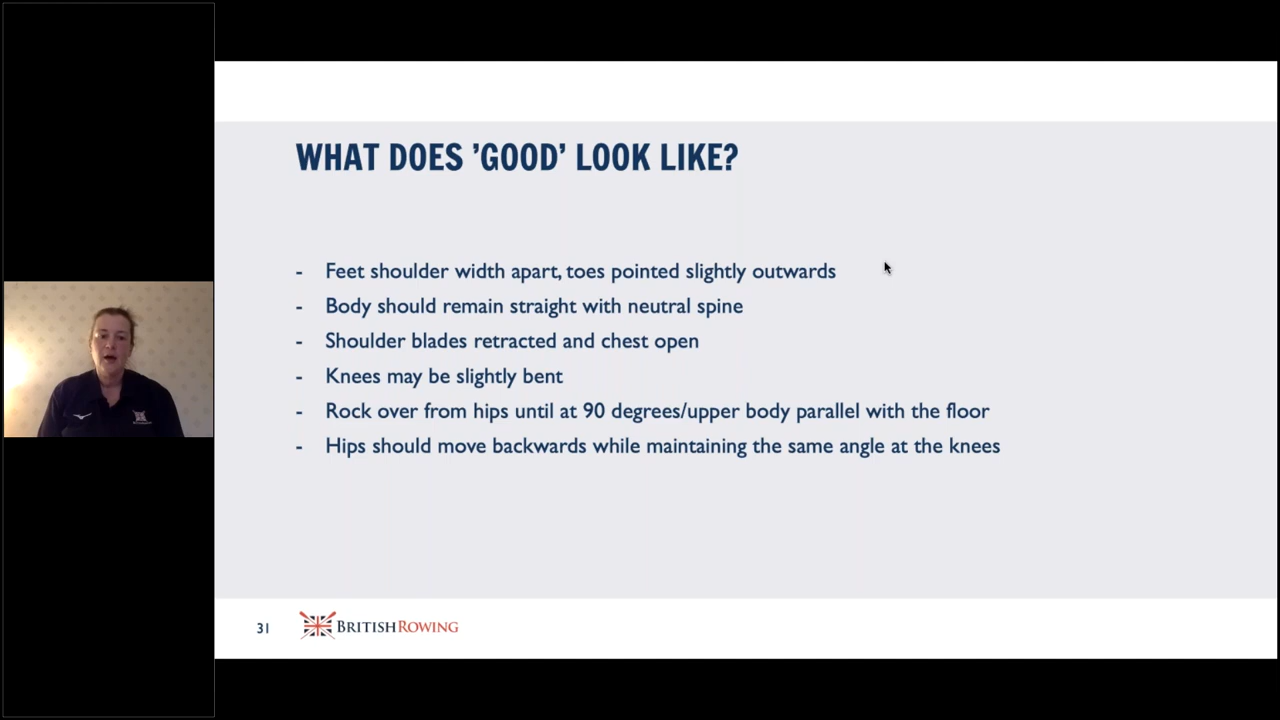 WHAT DOES 'GOOD' LOOK LIKE?
- Feet shoulder width apart, toes pointed slightly outwards
- Body should remain straight with neutral spine
- Shoulder blades retracted and chest open
- Knees may be slightly bent
- Rock over from hips until at 90 degrees/upper body parallel with the floor
- Hips should move backwards while maintaining the same angle at the knees
31
BRITISHROWING